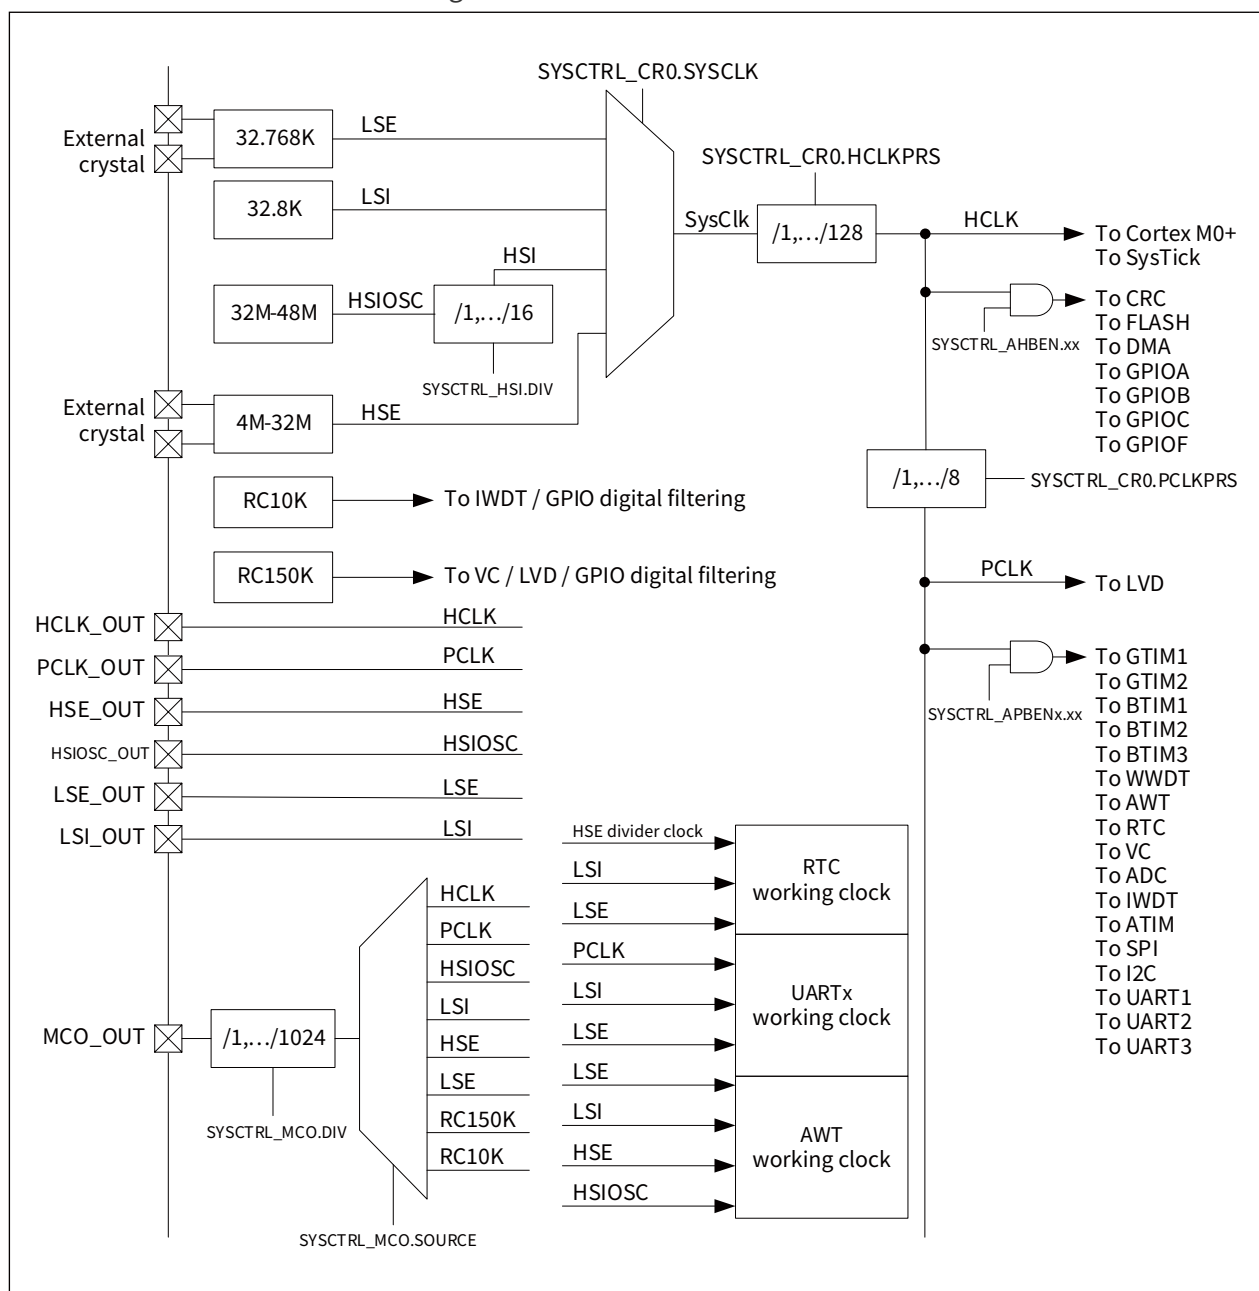 SYSCTRL_CR0.SYSCLK
External
crystal
32.768K
LSE
SYSCTRL_CR0.HCLKPRS
32.8K
LSI
SysClk
/1,.../128
HCLK
To Cortex M0+
To SysTick
HSI
32M-48M
HSIOSC
/1,.../16
SYSCTRL_HSI.DIV
SYSCTRL_AHBEN.xx
To CRC
To FLASH
To DMA
To GPIOA
To GPIOB
To GPIOC
To GPIOF
External
crystal
4M-32M
HSE
/1,.../8
SYSCTRL_CR0.PCLKPRS
RC10K
To IWDT / GPIO digital filtering
RC150K
To VC / LVD / GPIO digital filtering
PCLK
To LVD
HCLK_OUT
HCLK
PCLK_OUT
PCLK
HSE_OUT
HSE
HSIOSC_OUT
HSIOSC
LSE_OUT
LSE
LSI_OUT
LSI
SYSCTRL_APBENx.xx
To GTIM1
To GTIM2
To BTIM1
To BTIM2
To BTIM3
To WWDT
To AWT
To RTC
To VC
To ADC
To IWDT
To ATIM
To SPI
To I2C
To UART1
To UART2
To UART3
HSE divider clock
LSI
LSE
RTC
working clock
PCLK
LSI
LSE
UARTx
working clock
LSE
LSI
HSE
HSIOSC
AWT
working clock
MCO_OUT
/1,.../1024
SYSCTRL_MCO.DIV
HCLK
PCLK
HSIOSC
LSI
HSE
LSE
RC150K
RC10K
SYSCTRL_MCO.SOURCE